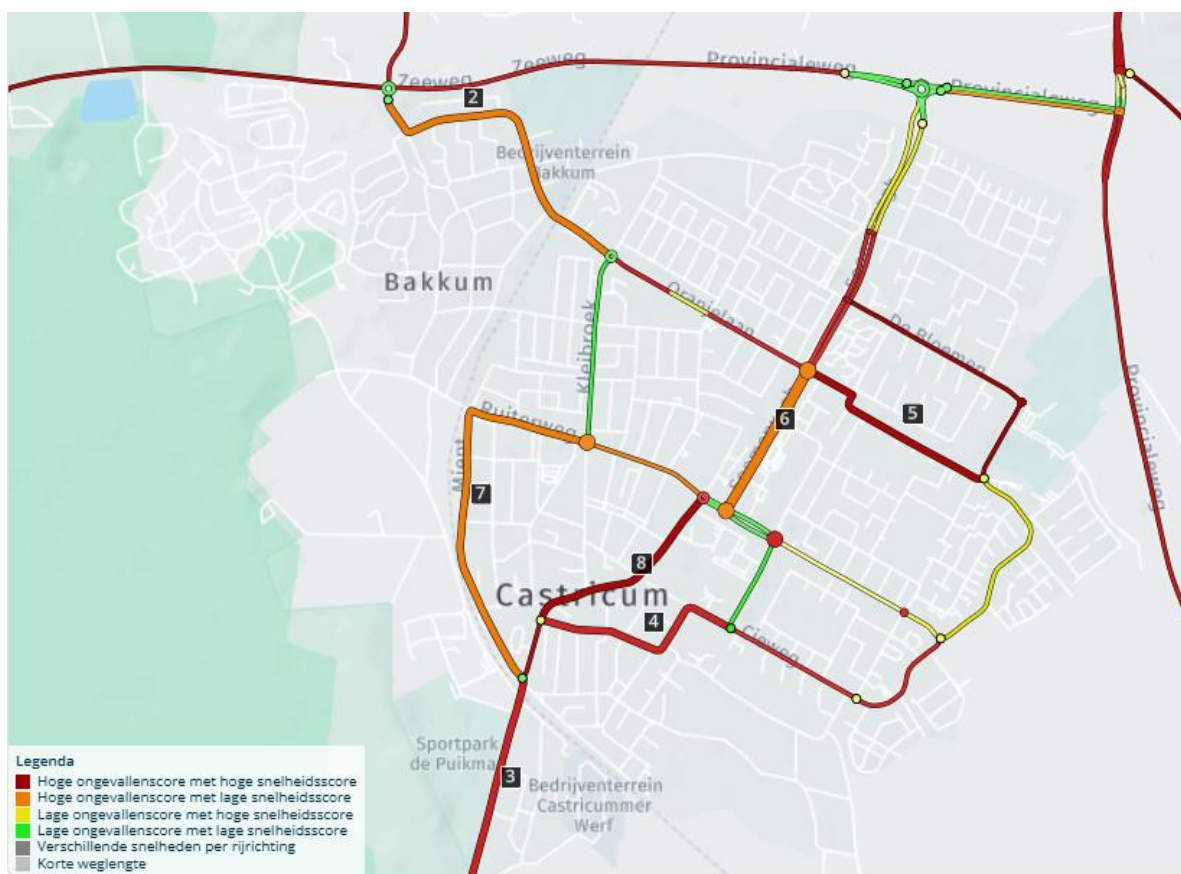 Zeeweg
Zeeweg
Provincialeweg
Provincialeweg
2
Bedrijventerrein
Bakkum
Bakkum
Oranjelaan
De Bloemen
Kleibroek
Provincialeweg
5
6
Ruiterweg
Mient
7
8
Castricum
4
Cieweg
Sportpark
de Puikma
3
Bedrijventerrein
Castricummer
Werf
Legenda
Hoge ongevallenscore met hoge snelheidsscore
Hoge ongevallenscore met lage snelheidsscore
Lage ongevallenscore met hoge snelheidsscore
Lage ongevallenscore met lage snelheidsscore
Verschillende snelheden per rijrichting
Korte weglengte